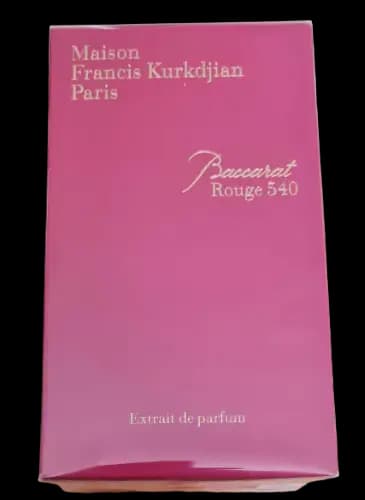 Maison
Francis Kurkdjian
Paris
Baccarat
Rouge 540
Extrait de parfum